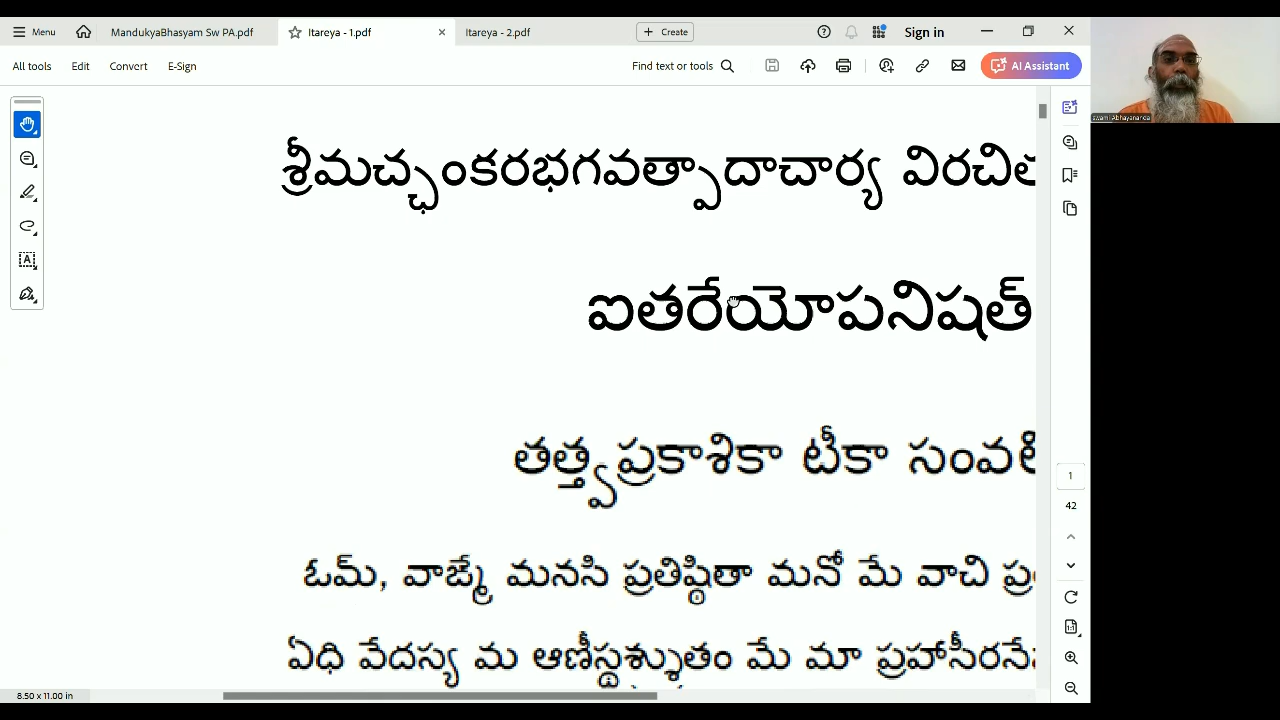 Menu
MandukyaBhasyam Sw PA.pdf
Itareya - 1.pdf
Itareya - 2.pdf
Create
Sign in
All tools
Edit
Convert
E-Sign
Find text or tools
AI Assistant
swami Abhayananda
శ్రీమచ్ఛంకరభగవత్పాదాచార్య విరచిత
ఐతరేయోపనిషత్
తత్త్వప్రకాశికా టీకా సంవ
ఓమ్, వాఙ్మే మనసి ప్రతిష్ఠితా మనో మే వాచి ప్ర
ఏధి వేదస్య మ ఆణీస్థశ్శ్రుతం మే మా ప్రహాసీరనే
1
42
8.50 x 11.00 in